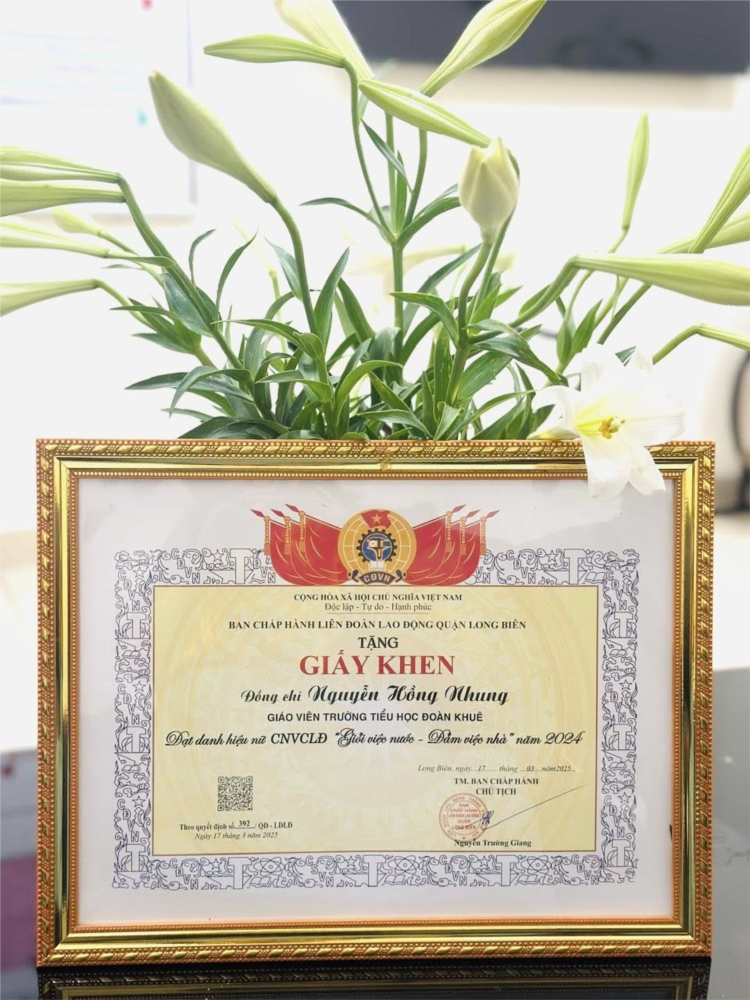 CĐVN
CỘNG HÒA XÃ HỘI CHỦ NGHĨA VIỆT NAM
Độc lập - Tự do - Hạnh phúc
BAN CHẤP HÀNH LIÊN ĐOÀN LAO ĐỘNG QUẬN LONG BIÊN
TẶNG
GIẤY KHEN
Đồng chí Nguyễn Hồng Nhung
GIÁO VIÊN TRƯỜNG TIỂU HỌC ĐOÀN KHUÊ
Đạt danh hiệu nữ CNVCLĐ "Giỏi việc nước - Đảm việc nhà" năm 2024
Long Biên, ngày...17.... tháng ...03....năm2025..
TM. BAN CHẤP HÀNH
CHỦ TỊCH
Theo quyết định số..392../ QĐ - LĐLĐ
Ngày 17 tháng 3 năm 2025
Nguyễn Trường Giang